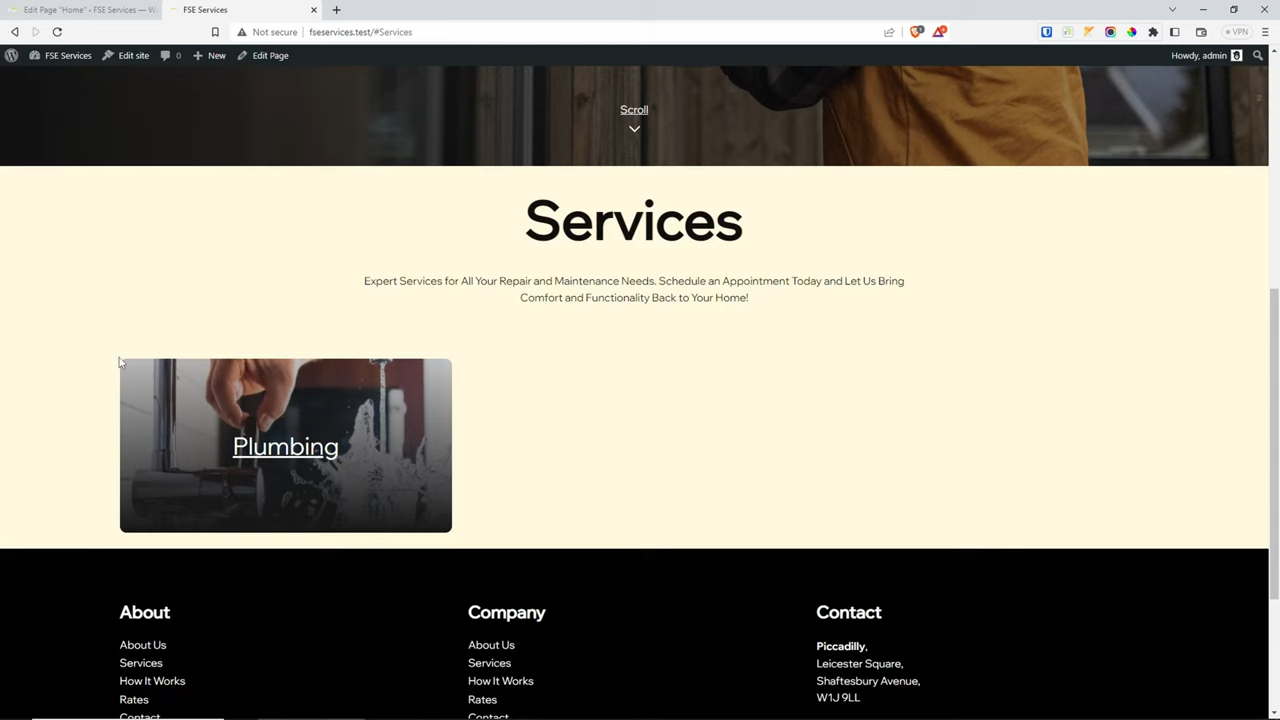 Edit Page "Home" ‹ FSE Services — W
FSE Services
Not secure
fseservices.test/#Services
VPN
FSE Services
Edit site
0
New
Edit Page
Howdy, admin
Scroll
Services
Expert Services for All Your Repair and Maintenance Needs. Schedule an Appointment Today and Let Us Bring
Comfort and Functionality Back to Your Home!
Plumbing
About
About Us
Services
How It Works
Rates
Contact
Company
About Us
Services
How It Works
Rates
Contact
Contact
Piccadilly,
Leicester Square,
Shaftesbury Avenue,
W1J 9LL